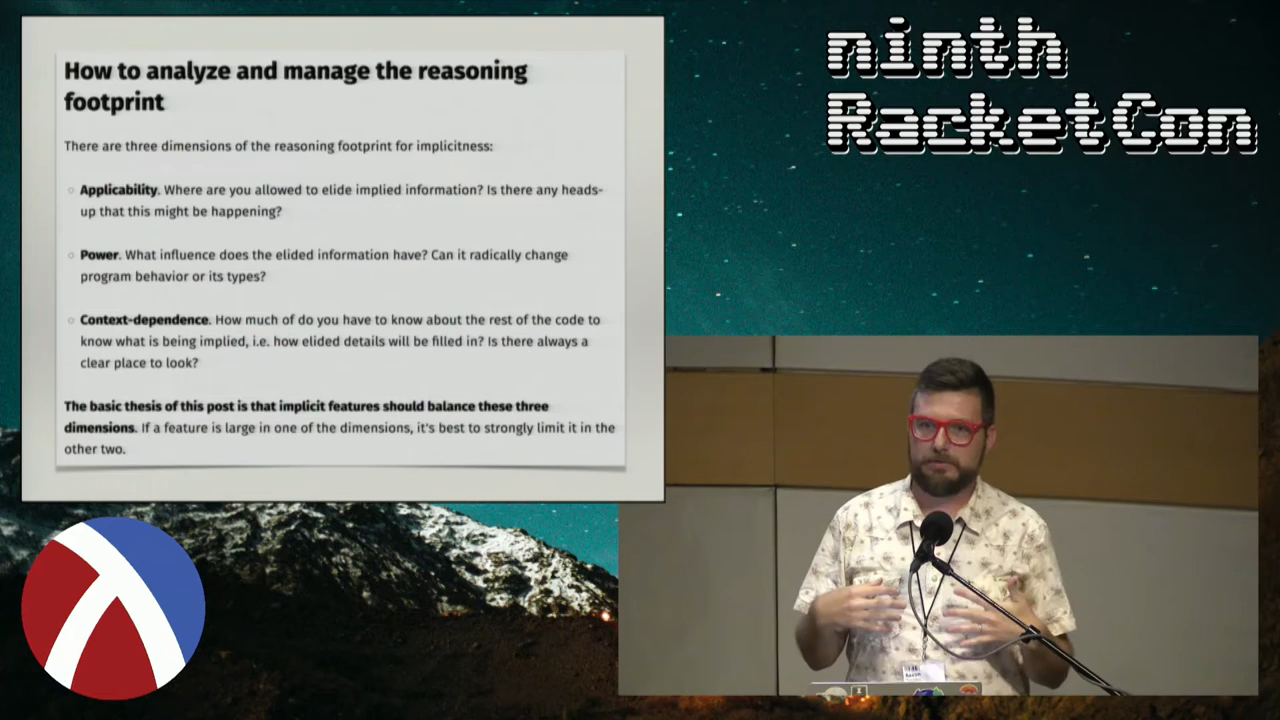 How to analyze and manage the reasoning
footprint
There are three dimensions of the reasoning footprint for implicitness:
Applicability. Where are you allowed to elide implied information? Is there any heads-
up that this might be happening?
Power. What influence does the elided information have? Can it radically change
program behavior or its types?
Context-dependence. How much of do you have to know about the rest of the code to
know what is being implied, i.e. how elided details will be filled in? Is there always a
clear place to look?
The basic thesis of this post is that implicit features should balance these three
dimensions. If a feature is large in one of the dimensions, it's best to strongly limit it in the
other two.
ninth
RacketCon